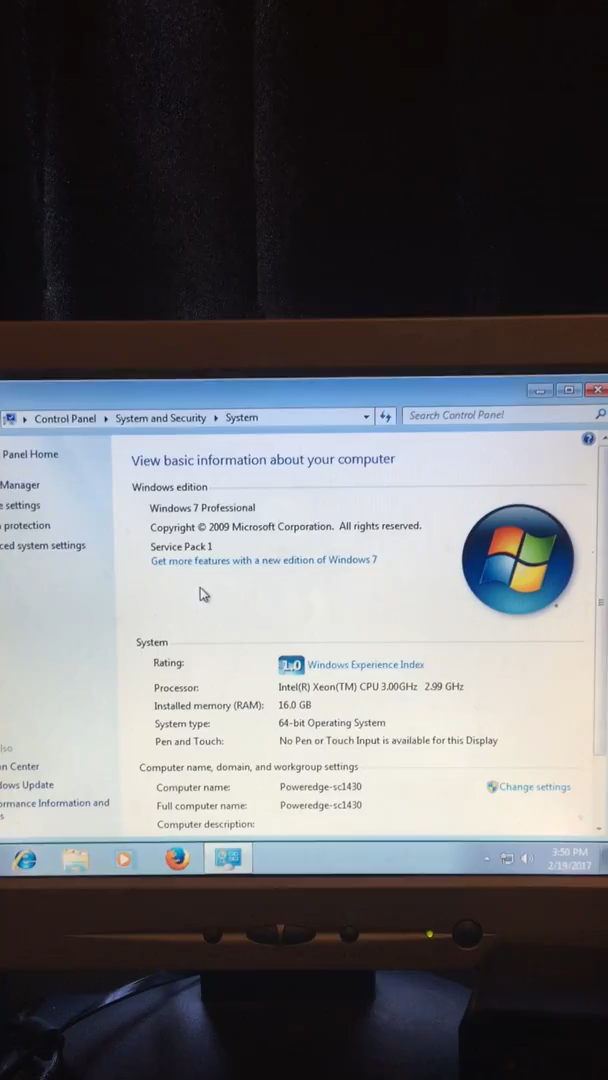 Control Panel ▸ System and Security ▸ System
Search Control Panel
Panel Home
Manager
e settings
protection
ced system settings
View basic information about your computer
Windows edition
Windows 7 Professional
Copyright © 2009 Microsoft Corporation. All rights reserved.
Service Pack 1
Get more features with a new edition of Windows 7
System
Rating: 1.0 Windows Experience Index
Processor: Intel(R) Xeon(TM) CPU 3.00GHz 2.99 GHz
Installed memory (RAM): 16.0 GB
System type: 64-bit Operating System
Pen and Touch: No Pen or Touch Input is available for this Display
Computer name, domain, and workgroup settings
Computer name: Poweredge-sc1430
Change settings
Full computer name: Poweredge-sc1430
Computer description:
lso
n Center
dows Update
ormance Information and
s
3:50 PM
2/19/2017